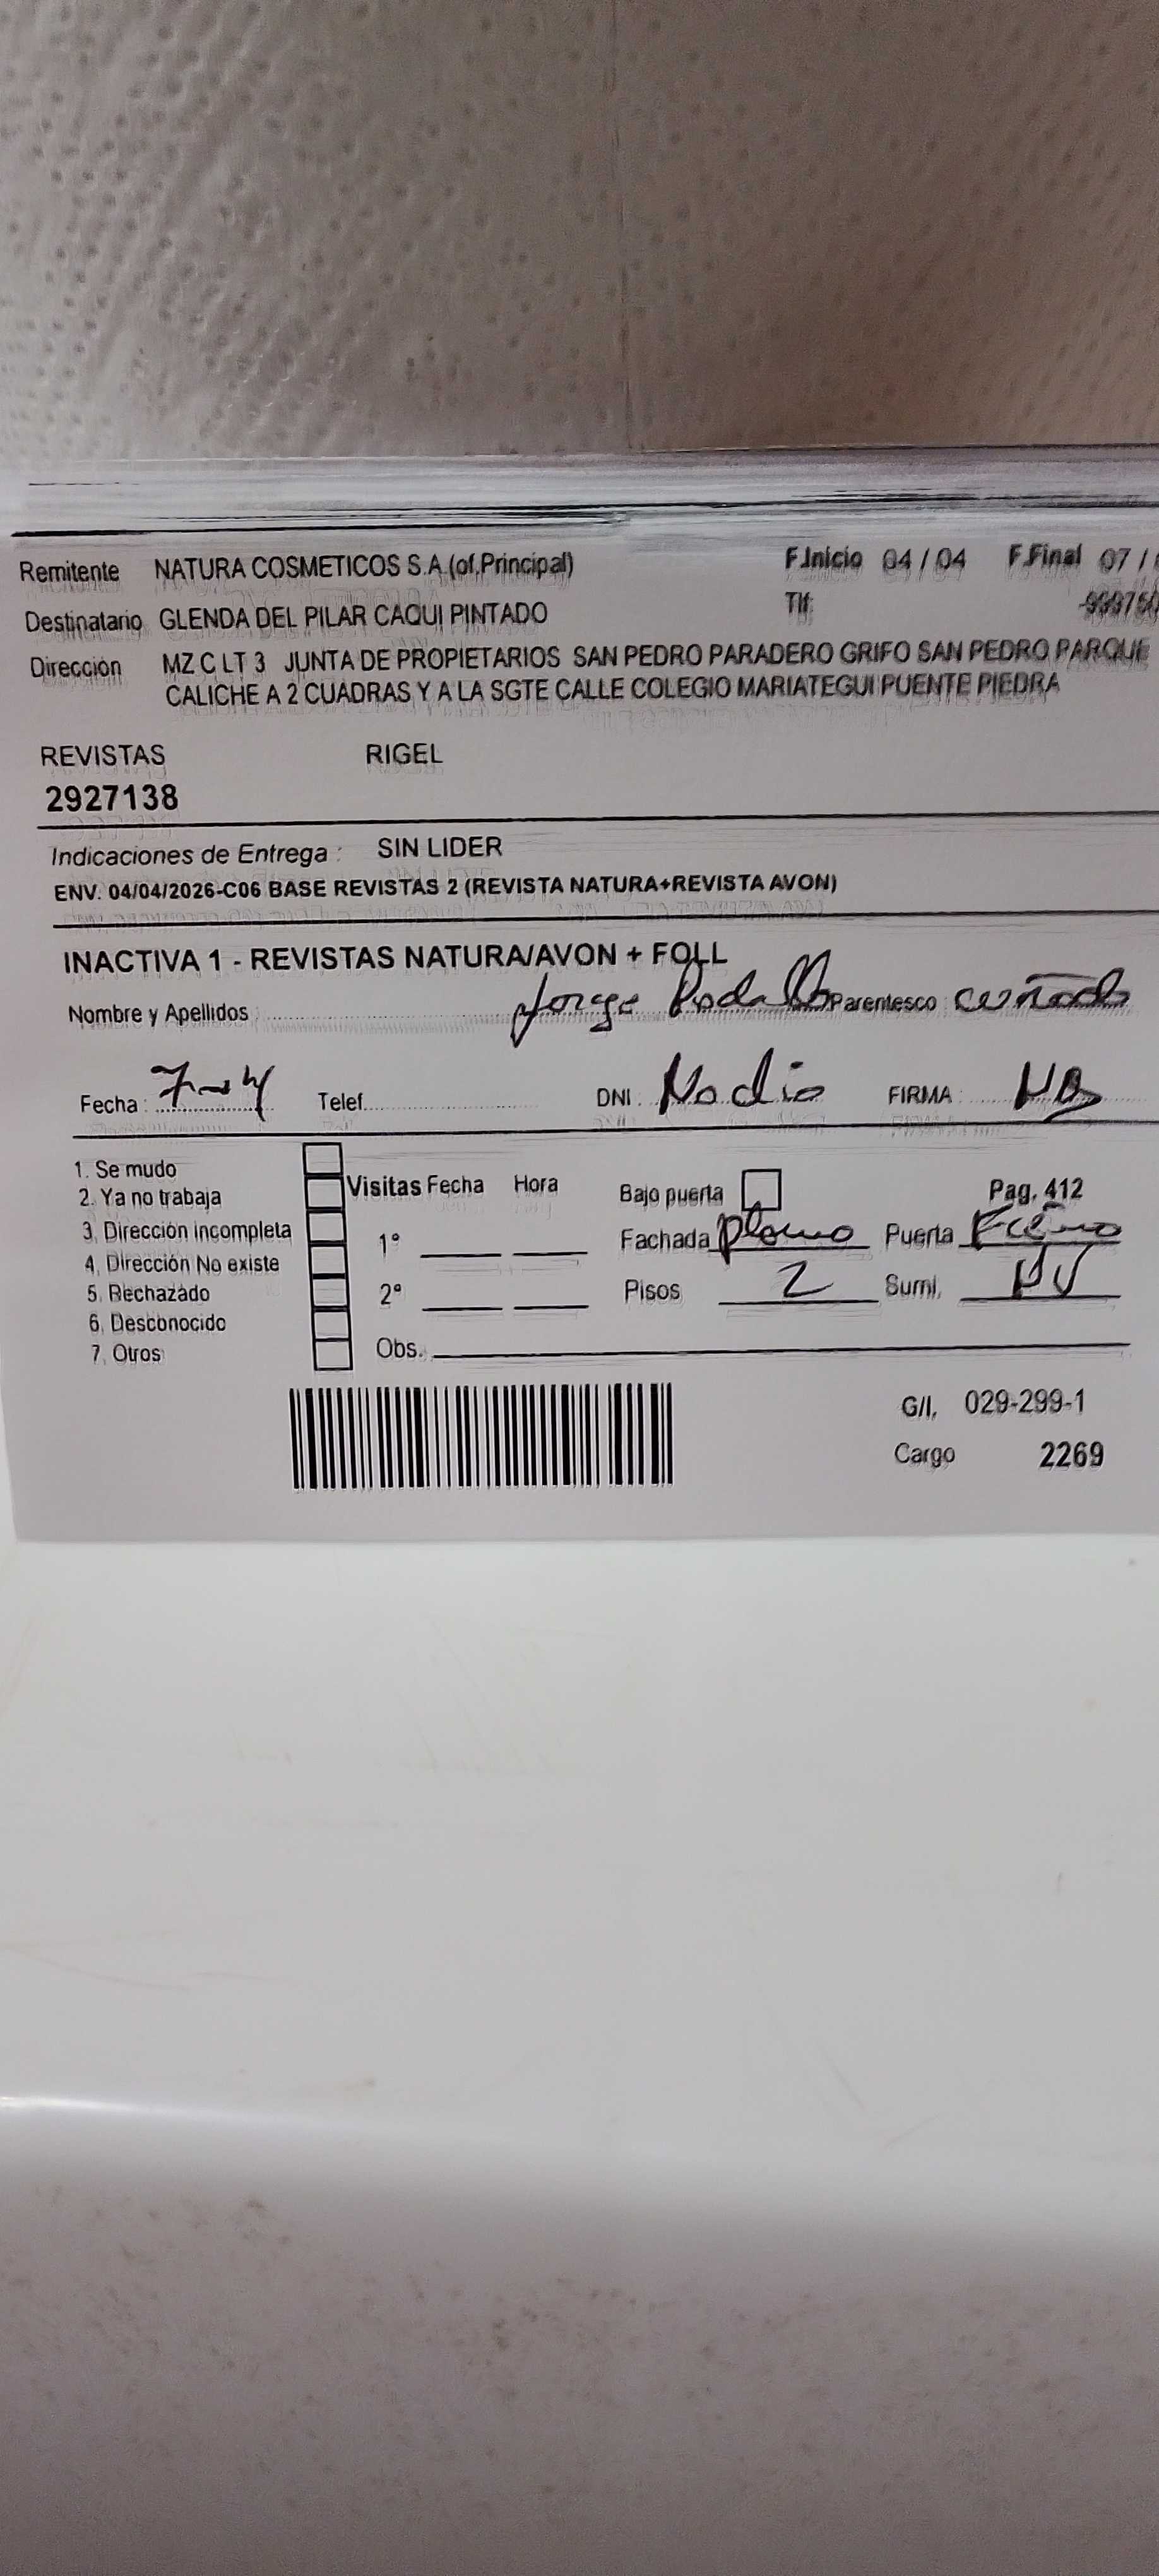 Remitente NATURA COSMETICOS S.A.(of.Principal) F.Inicio 04 / 04 F.Final 07 /
Destinatario GLENDA DEL PILAR CAQUI PINTADO Tlf:
Dirección MZ C LT 3 JUNTA DE PROPIETARIOS SAN PEDRO PARADERO GRIFO SAN PEDRO PARQUE
CALICHE A 2 CUADRAS Y A LA SGTE CALLE COLEGIO MARIATEGUI PUENTE PIEDRA
REVISTAS RIGEL
2927138
Indicaciones de Entrega : SIN LIDER
ENV. 04/04/2026-C06 BASE REVISTAS 2 (REVISTA NATURA+REVISTA AVON)
INACTIVA 1 - REVISTAS NATURA/AVON + FOLL
Nombre y Apellidos Jorge Parentesco cuñado
Fecha : 7-04 Telef. DNI No dio FIRMA :
1. Se mudo
2. Ya no trabaja
3. Dirección incompleta
4. Dirección No existe
5. Rechazado
6. Desconocido
7. Otros
Visitas Fecha Hora
1°
2°
Obs.
Bajo puerta Pag. 412
Fachada plomo Puerta
Pisos 2 Sumi.
G/I. 029-299-1
Cargo 2269